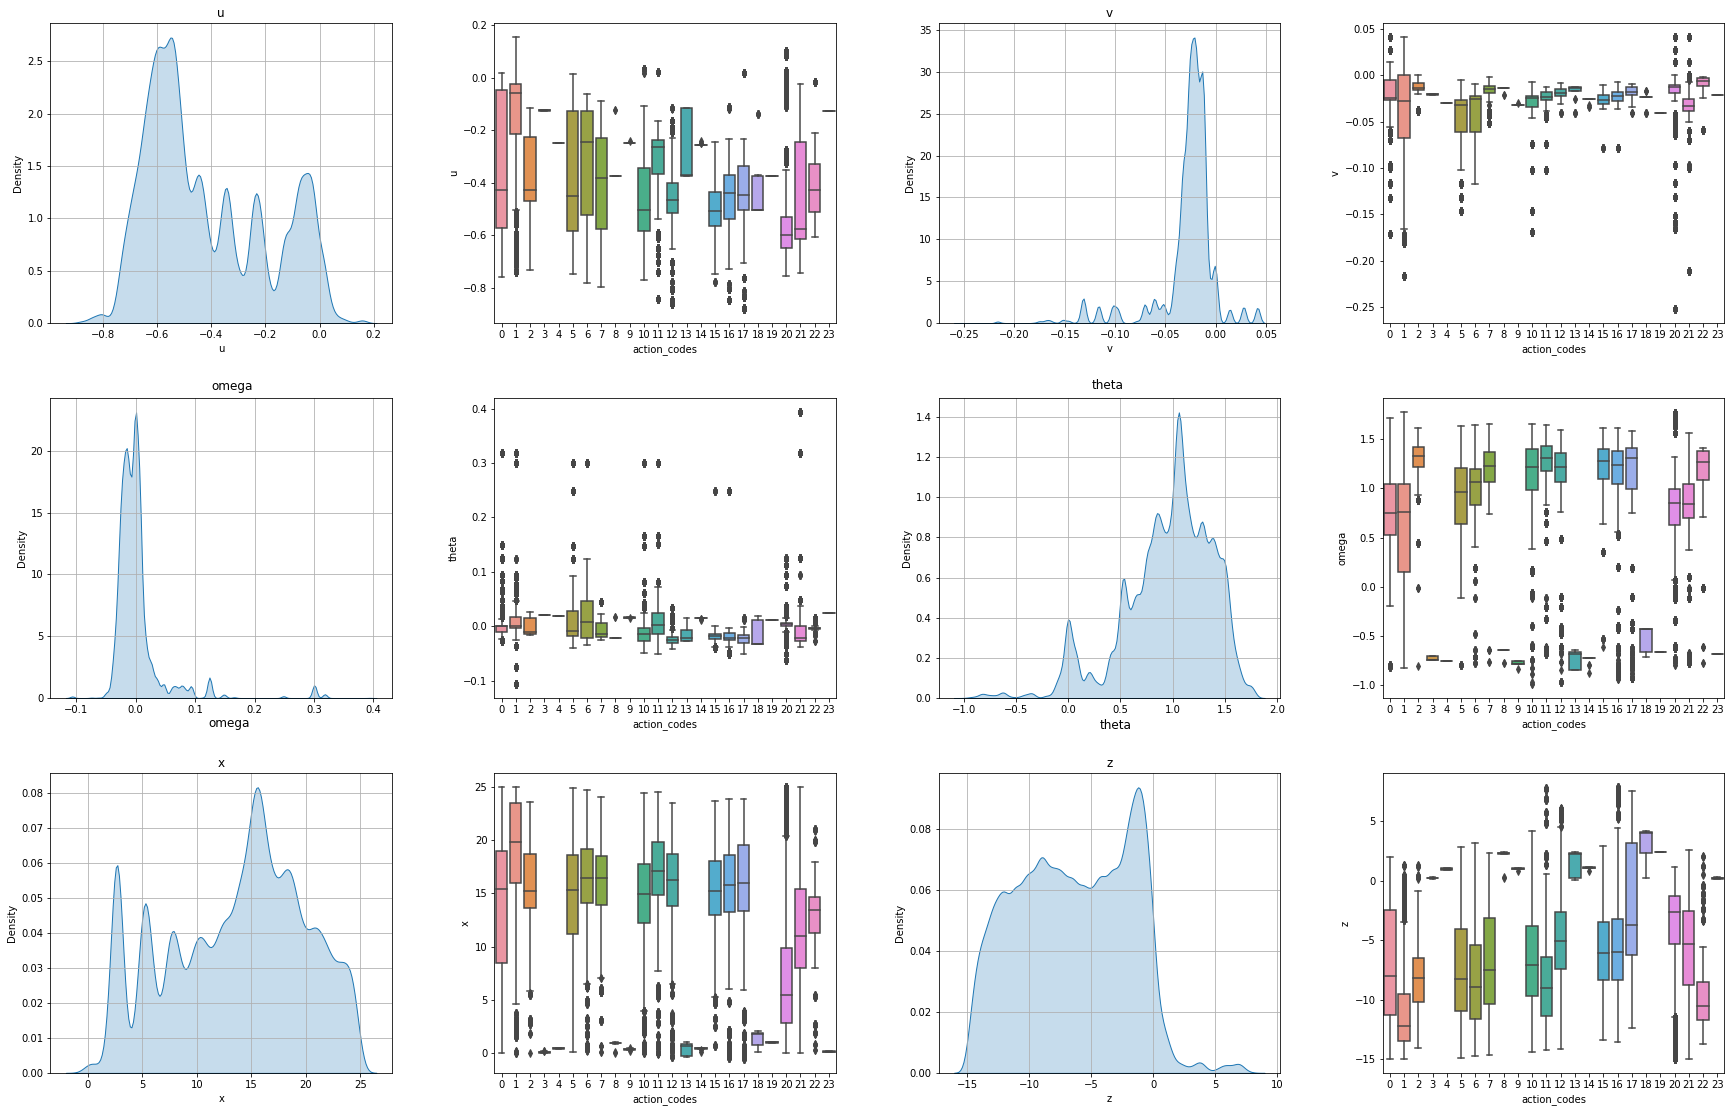 u
Density
2.5
2.0
1.5
1.0
0.5
0.0
−0.8 −0.6 −0.4 −0.2 0.0 0.2
u
u
0.2
0.0
−0.2
−0.4
−0.6
−0.8
0 1 2 3 4 5 6 7 8 9 10 11 12 13 14 15 16 17 18 19 20 21 22 23
action_codes
v
Density
35
30
25
20
15
10
5
0
−0.25 −0.20 −0.15 −0.10 −0.05 0.00 0.05
v
v
0.05
0.00
−0.05
−0.10
−0.15
−0.20
−0.25
0 1 2 3 4 5 6 7 8 9 10 11 12 13 14 15 16 17 18 19 20 21 22 23
action_codes
omega
Density
20
15
10
5
0
−0.1 0.0 0.1 0.2 0.3 0.4
omega
theta
0.4
0.3
0.2
0.1
0.0
−0.1
0 1 2 3 4 5 6 7 8 9 10 11 12 13 14 15 16 17 18 19 20 21 22 23
action_codes
theta
Density
1.4
1.2
1.0
0.8
0.6
0.4
0.2
0.0
−1.0 −0.5 0.0 0.5 1.0 1.5 2.0
theta
omega
1.5
1.0
0.5
0.0
−0.5
−1.0
0 1 2 3 4 5 6 7 8 9 10 11 12 13 14 15 16 17 18 19 20 21 22 23
action_codes
x
Density
0.08
0.07
0.06
0.05
0.04
0.03
0.02
0.01
0.00
0 5 10 15 20 25
x
x
25
20
15
10
5
0
0 1 2 3 4 5 6 7 8 9 10 11 12 13 14 15 16 17 18 19 20 21 22 23
action_codes
z
Density
0.08
0.06
0.04
0.02
0.00
−15 −10 −5 0 5 10
z
z
5
0
−5
−10
−15
0 1 2 3 4 5 6 7 8 9 10 11 12 13 14 15 16 17 18 19 20 21 22 23
action_codes